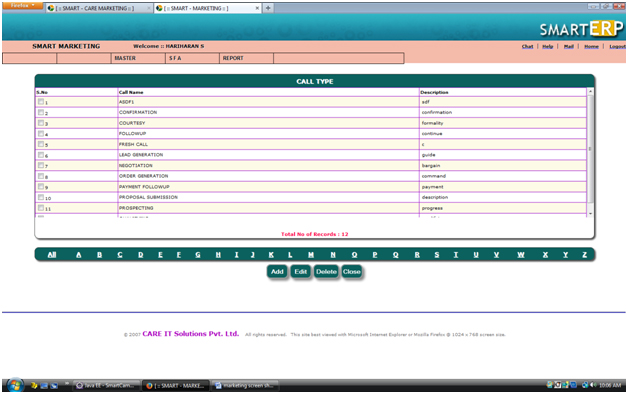 Firefox
[ :: SMART - CARE MARKETING :: ]
[ :: SMART - MARKETING :: ]
SMARTERP
SMART MARKETING Welcome :: HARIHARAN S Chat | Help | Mail | Home | Logout
MASTER SFA REPORT
CALL TYPE
S.No Call Name Description
1 ASDF1 sdf
2 CONFIRMATION confirmation
3 COURTESY formality
4 FOLLOWUP continue
5 FRESH CALL c
6 LEAD GENERATION guide
7 NEGOTIATION bargain
8 ORDER GENERATION command
9 PAYMENT FOLLOWUP payment
10 PROPOSAL SUBMISSION description
11 PROSPECTING progress
Total No of Records : 12
All A B C D E F G H I J K L M N O P Q R S T U V W X Y Z
Add Edit Delete Close
© 2007 CARE IT Solutions Pvt. Ltd. All rights reserved. This site best viewed with Microsoft Internet Explorer or Mozilla Firefox @ 1024 x 768 screen size.
Java EE - SmartCam... [ :: SMART - MARKE... marketing screen sh... 10:06 AM